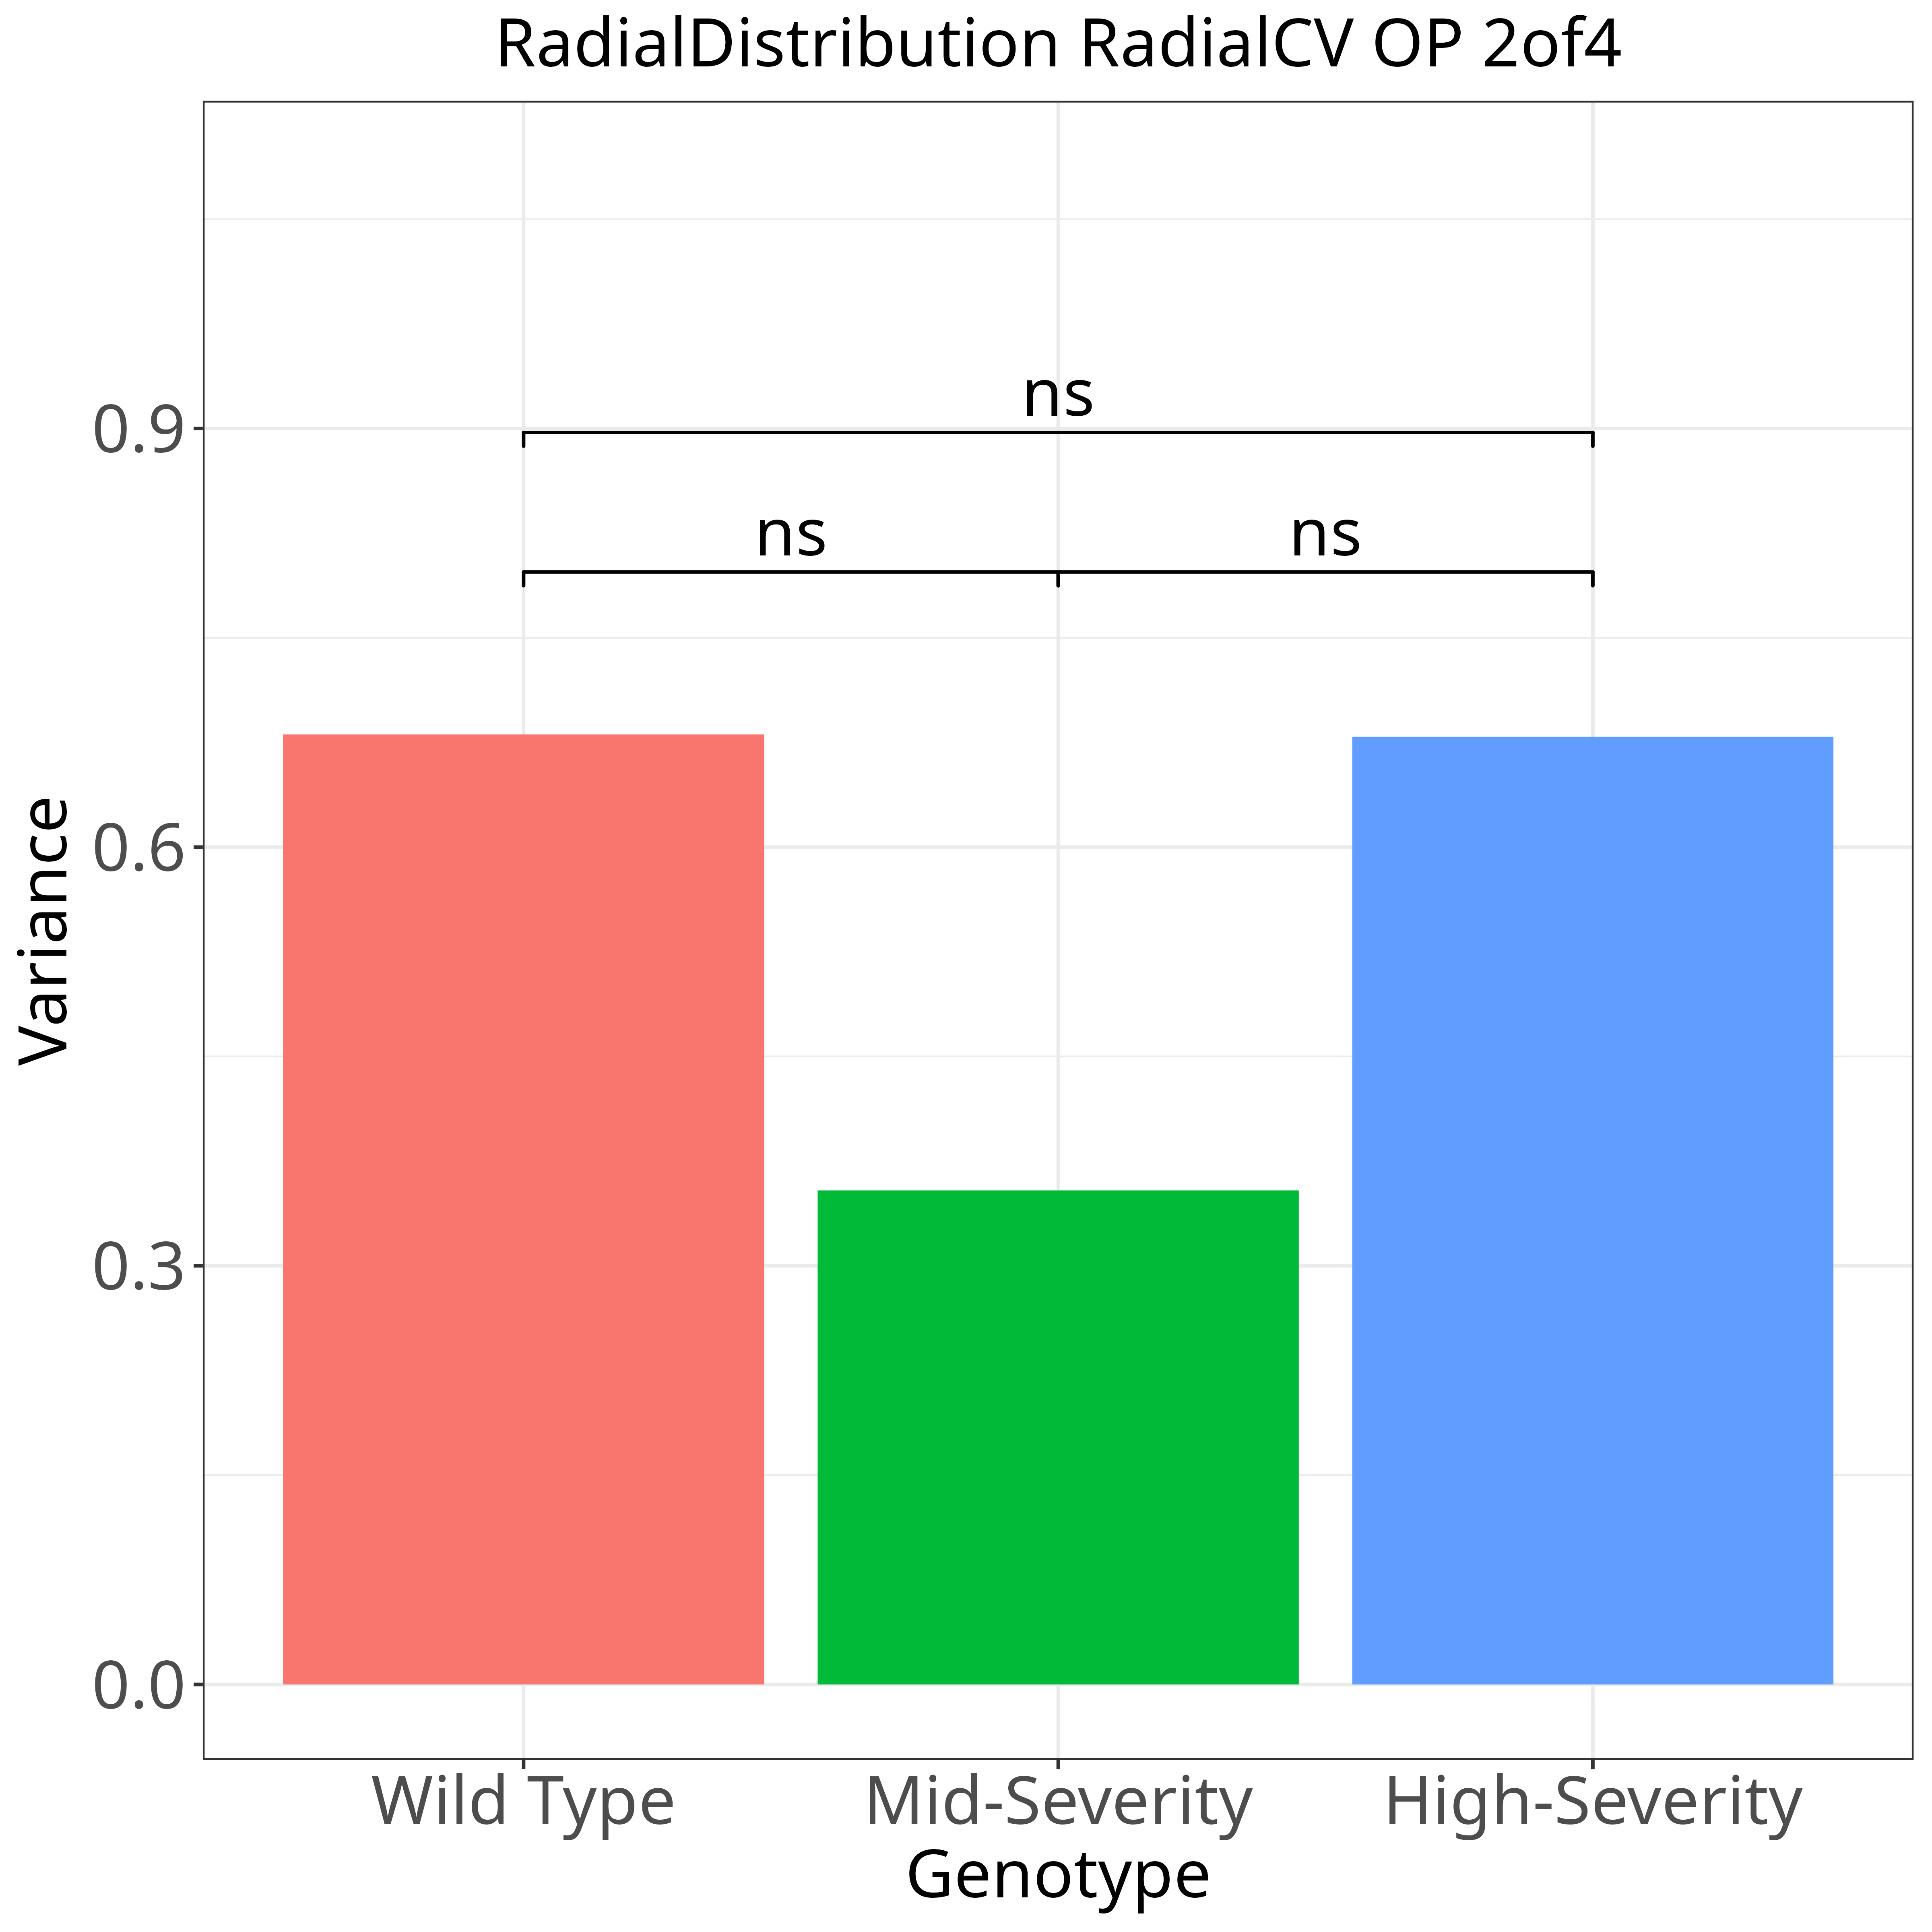 RadialDistribution RadialCV OP 2of4
ns
ns ns
0.9
0.6
0.3
0.0
Variance
Wild Type Mid-Severity High-Severity
Genotype